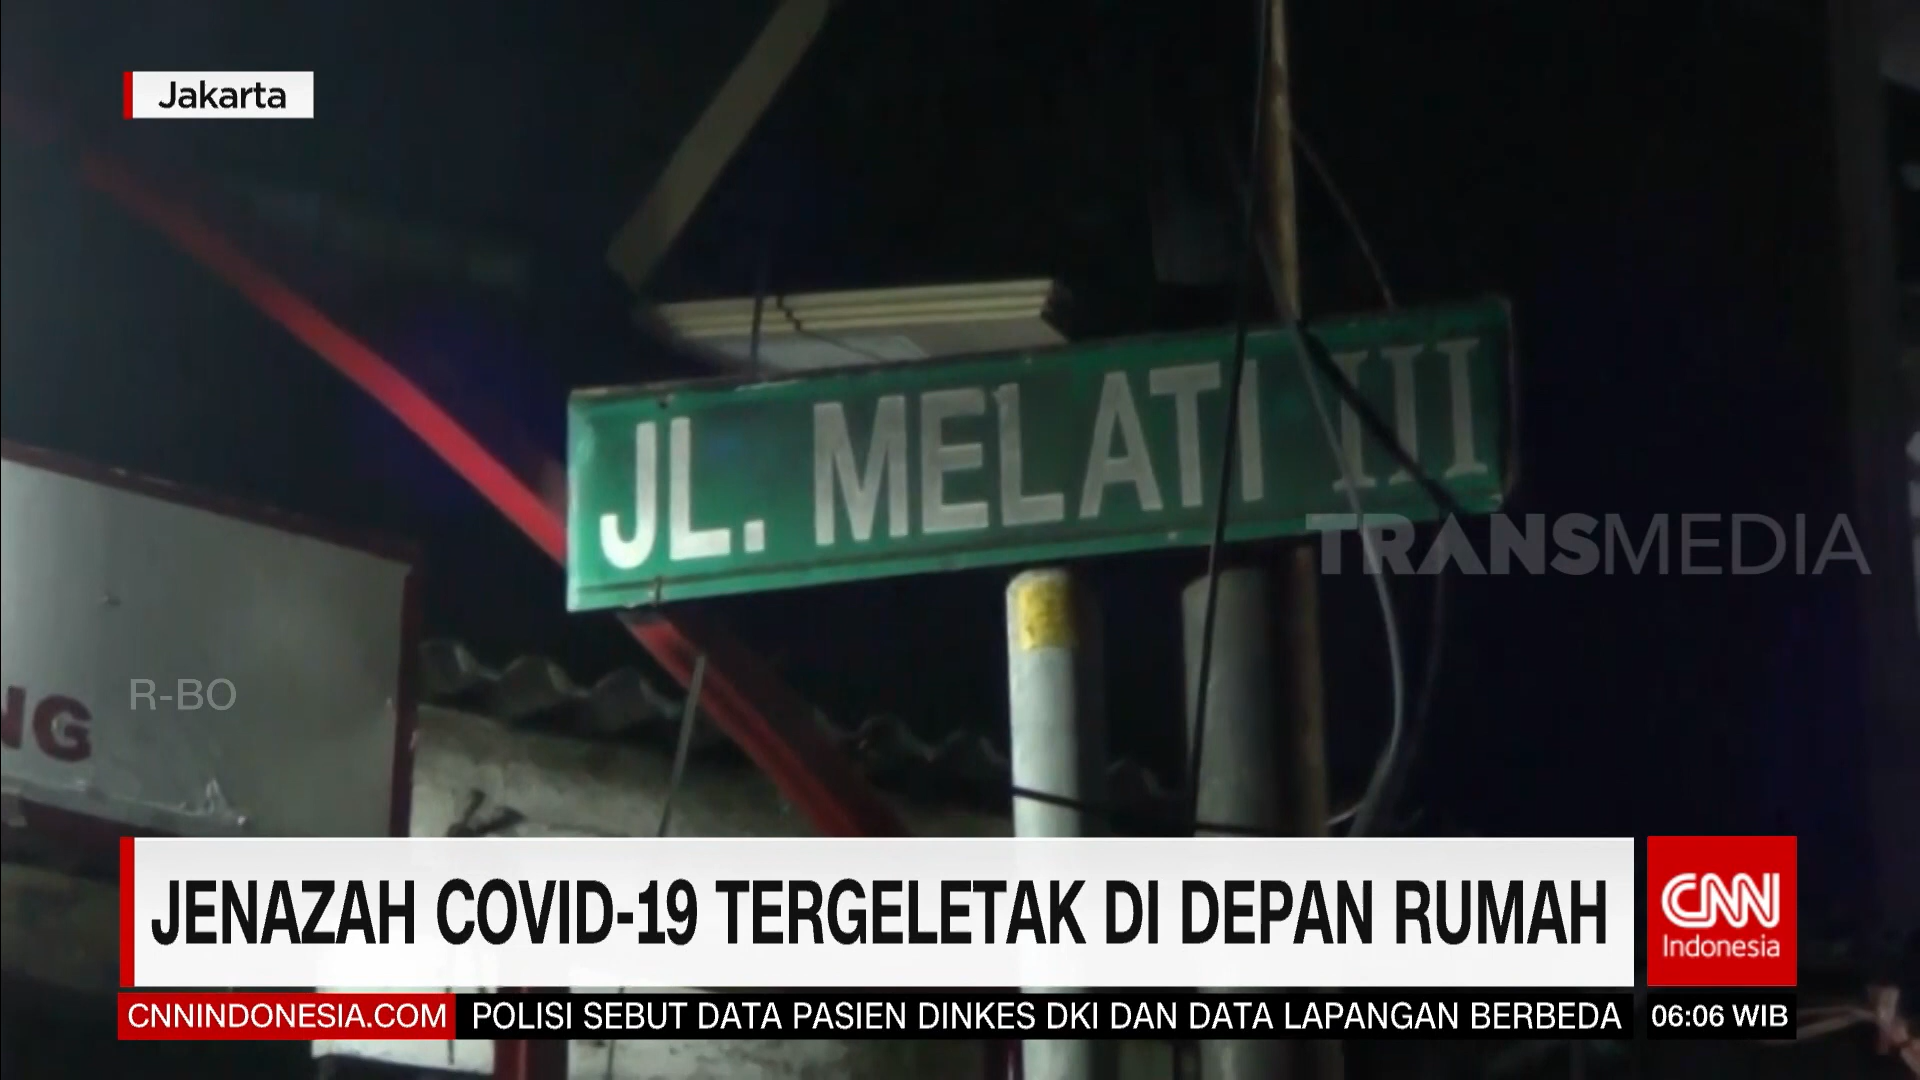 Jakarta
JL. MELATI III
TRANSMEDIA
R-BO
NG
JENAZAH COVID-19 TERGELETAK DI DEPAN RUMAH
CNN
Indonesia
CNNINDONESIA.COM
POLISI SEBUT DATA PASIEN DINKES DKI DAN DATA LAPANGAN BERBEDA
06:06 WIB